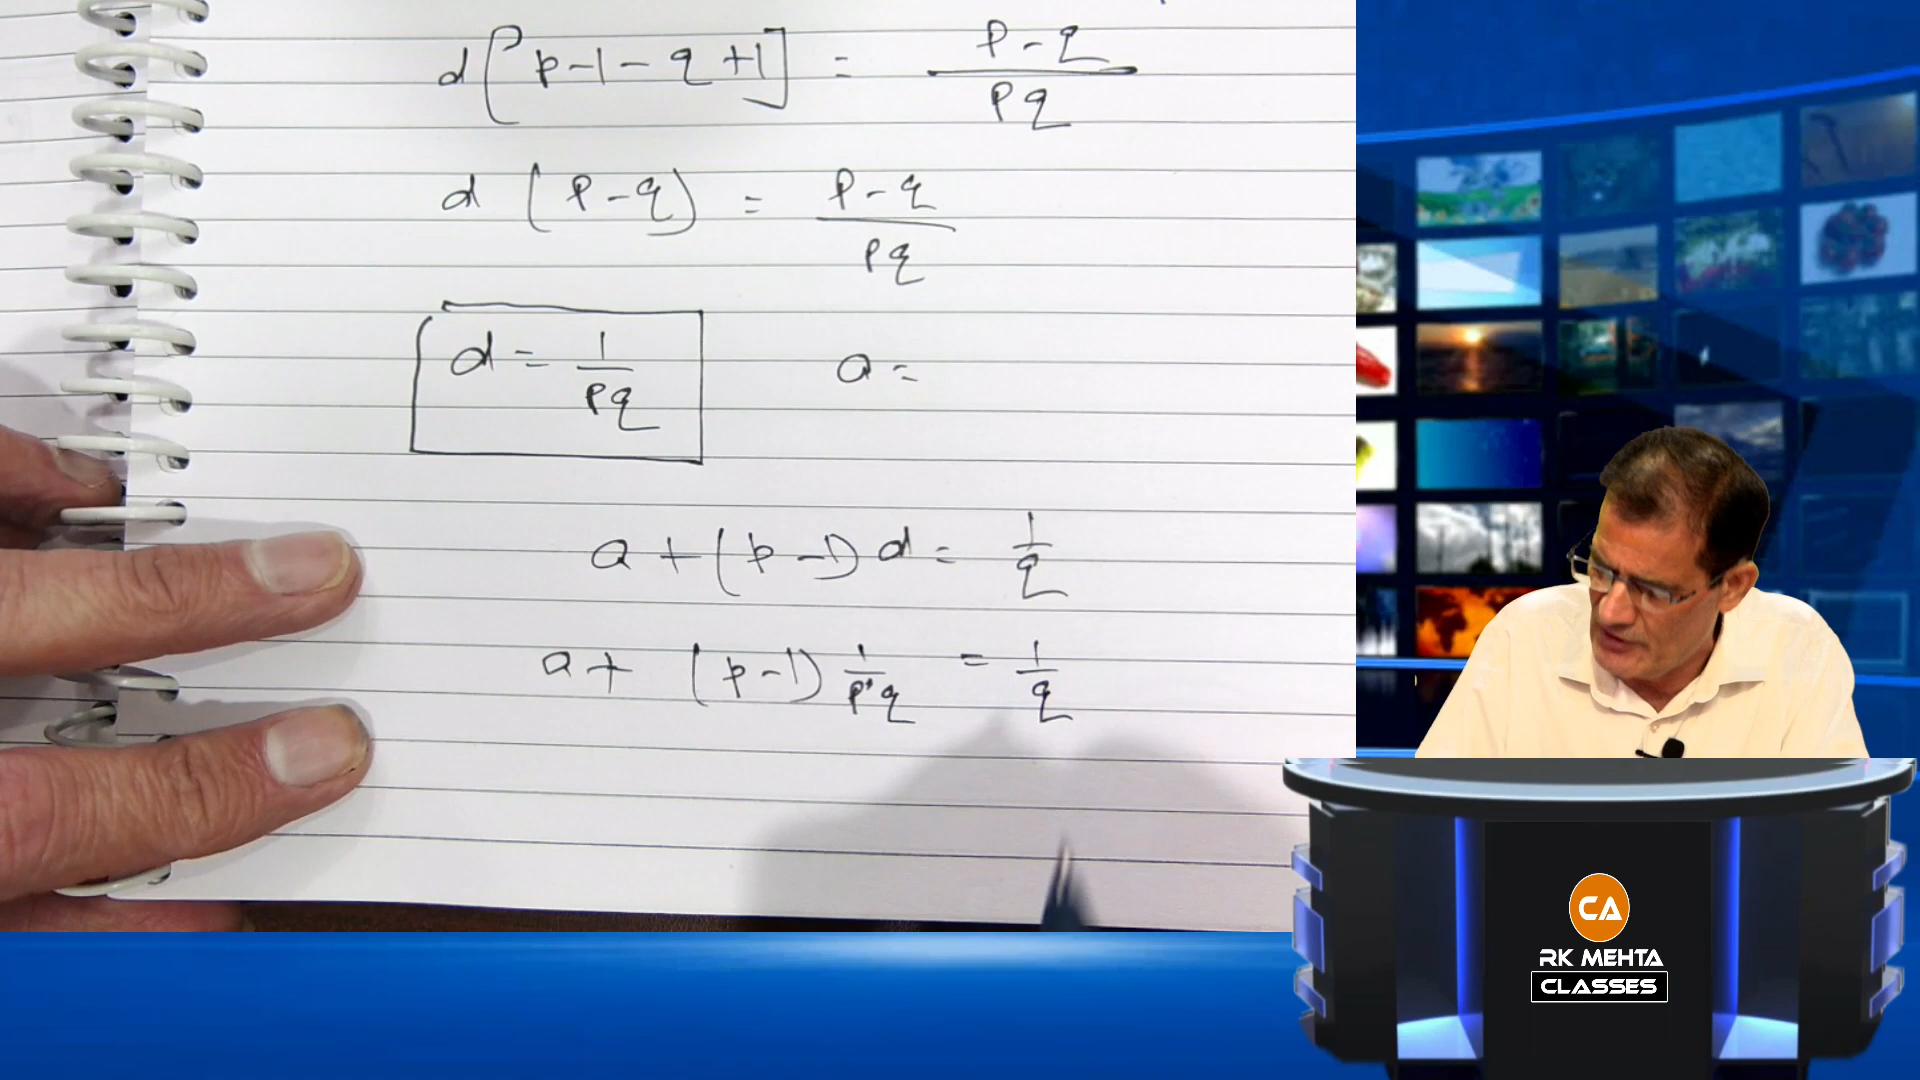 d[p-1-q+1] = p-q/pq
d (p-q) = p-q/pq
d = 1/pq a =
a + (p-1) d = 1/q
a + (p-1) 1/pq = 1/q
CA
RK MEHTA
CLASSES